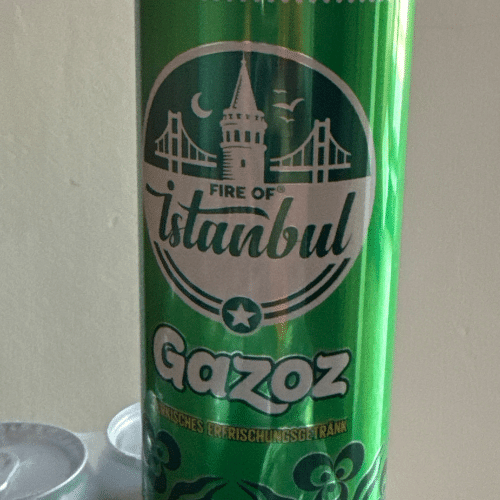 FIRE OF®
istanbul
Gazoz
ERFRISCHUNGSGETRÄNK